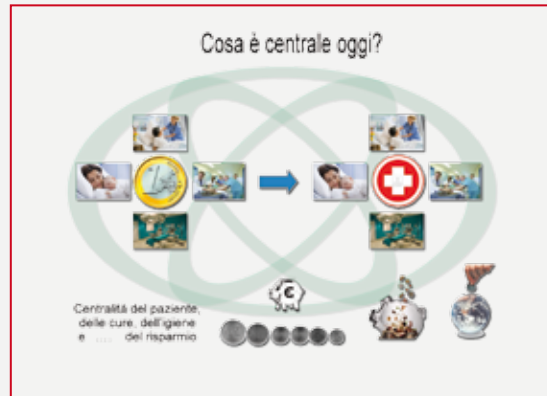 Cosa è centrale oggi?
Centralità del paziente,
delle cure, dell'igiene
e .... del risparmio
€